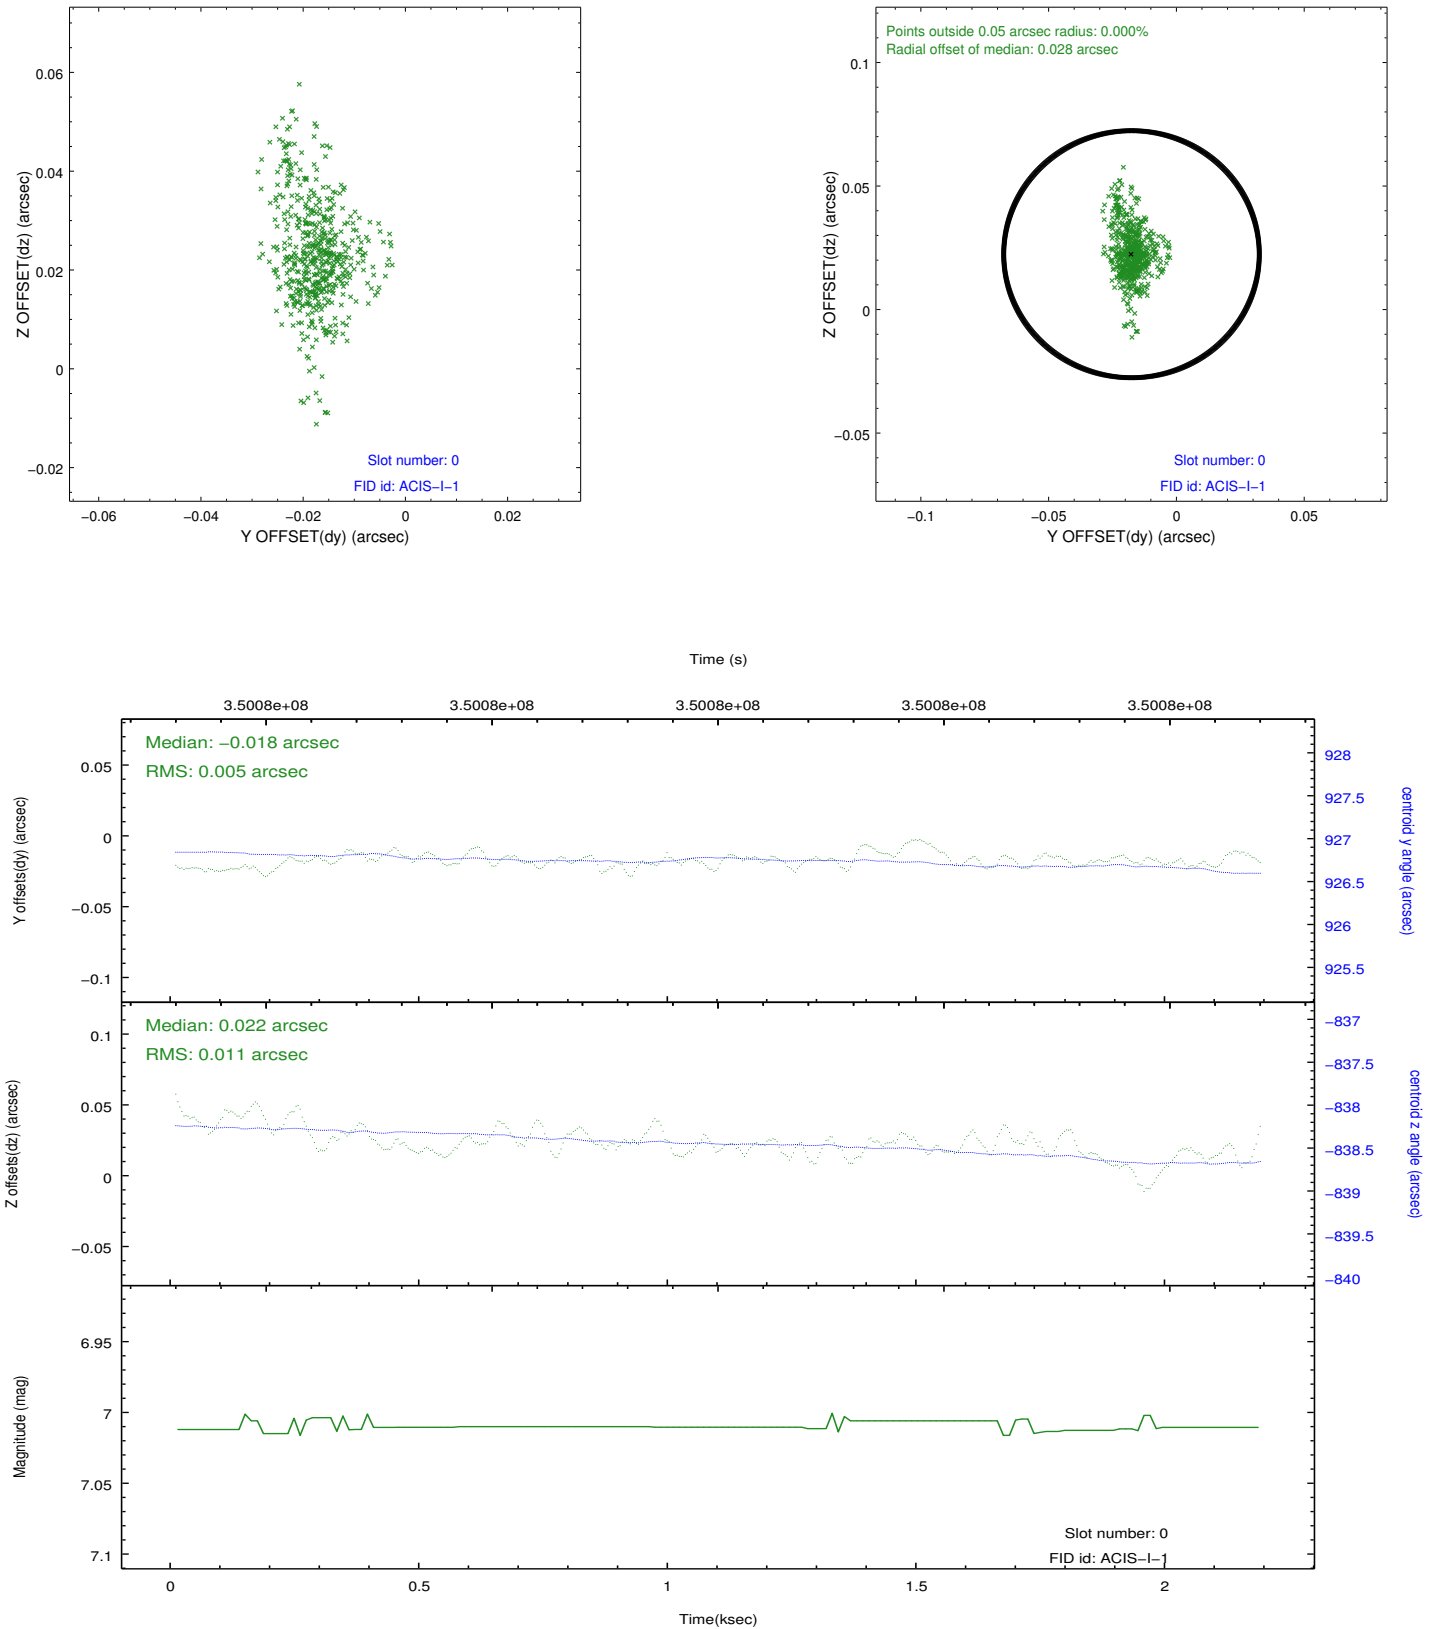 0.06
0.04
0.02
0
−0.02
Z OFFSET(dz) (arcsec)
Slot number: 0
FID id: ACIS−I−1
−0.06
−0.04
−0.02
0
0.02
Y OFFSET(dy) (arcsec)
Points outside 0.05 arcsec radius: 0.000%
Radial offset of median: 0.028 arcsec
0.1
0.05
0
−0.05
Z OFFSET(dz) (arcsec)
Slot number: 0
FID id: ACIS−I−1
−0.1
−0.05
0
0.05
Y OFFSET(dy) (arcsec)
Time (s)
3.5008e+08
3.5008e+08
3.5008e+08
3.5008e+08
3.5008e+08
Median: −0.018 arcsec
RMS: 0.005 arcsec
0.05
0
−0.05
−0.1
Y offsets(dy) (arcsec)
928
927.5
927
926.5
926
925.5
centroid y angle (arcsec)
Median: 0.022 arcsec
RMS: 0.011 arcsec
0.1
0.05
0
−0.05
Z offsets(dz) (arcsec)
−837
−837.5
−838
−838.5
−839
−839.5
−840
centroid z angle (arcsec)
6.95
7
7.05
7.1
Magnitude (mag)
Slot number: 0
FID id: ACIS−I−1
0
0.5
1
1.5
2
Time(ksec)